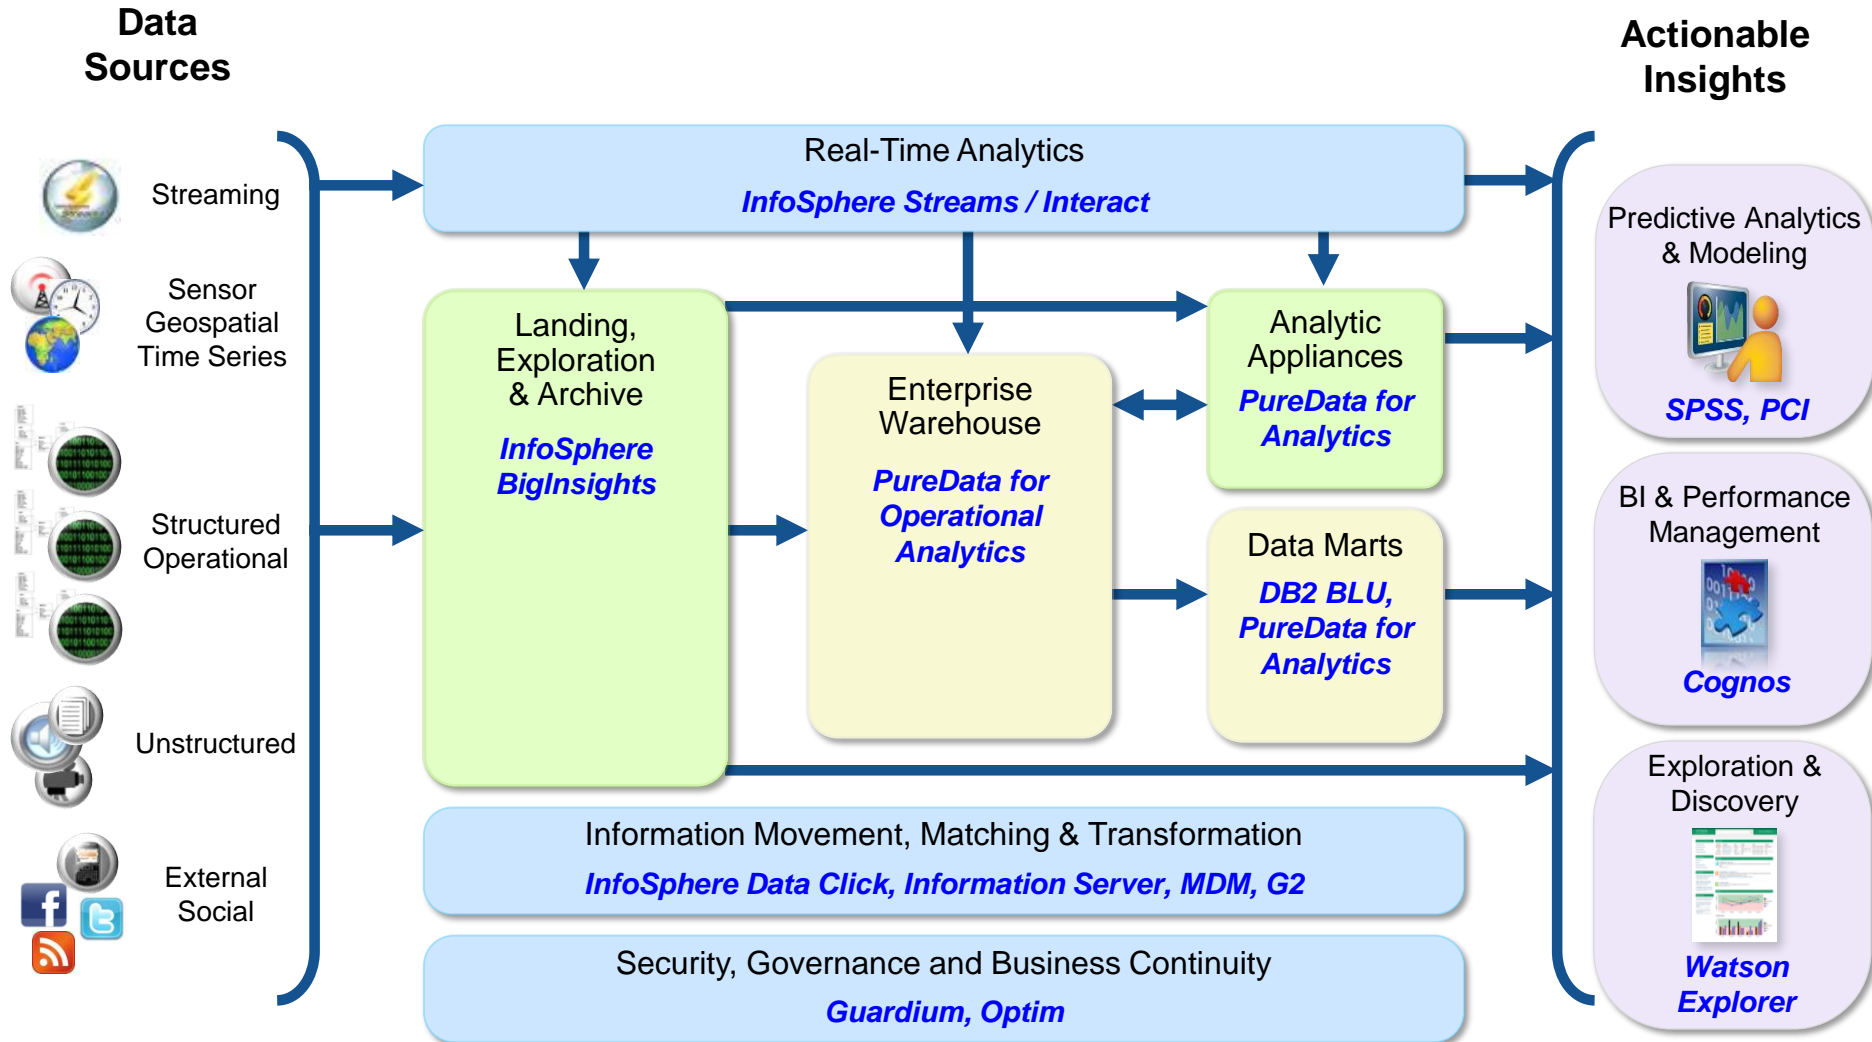 Data
Sources
Streaming
Sensor
Geospatial
Time Series
Structured
Operational
Unstructured
External
Social
Real-Time Analytics
InfoSphere Streams / Interact
Landing,
Exploration
& Archive
InfoSphere
BigInsights
Enterprise
Warehouse
PureData for
Operational
Analytics
Analytic
Appliances
PureData for
Analytics
Data Marts
DB2 BLU,
PureData for
Analytics
Information Movement, Matching & Transformation
InfoSphere Data Click, Information Server, MDM, G2
Security, Governance and Business Continuity
Guardium, Optim
Actionable
Insights
Predictive Analytics
& Modeling
SPSS, PCI
BI & Performance
Management
Cognos
Exploration &
Discovery
Watson
Explorer